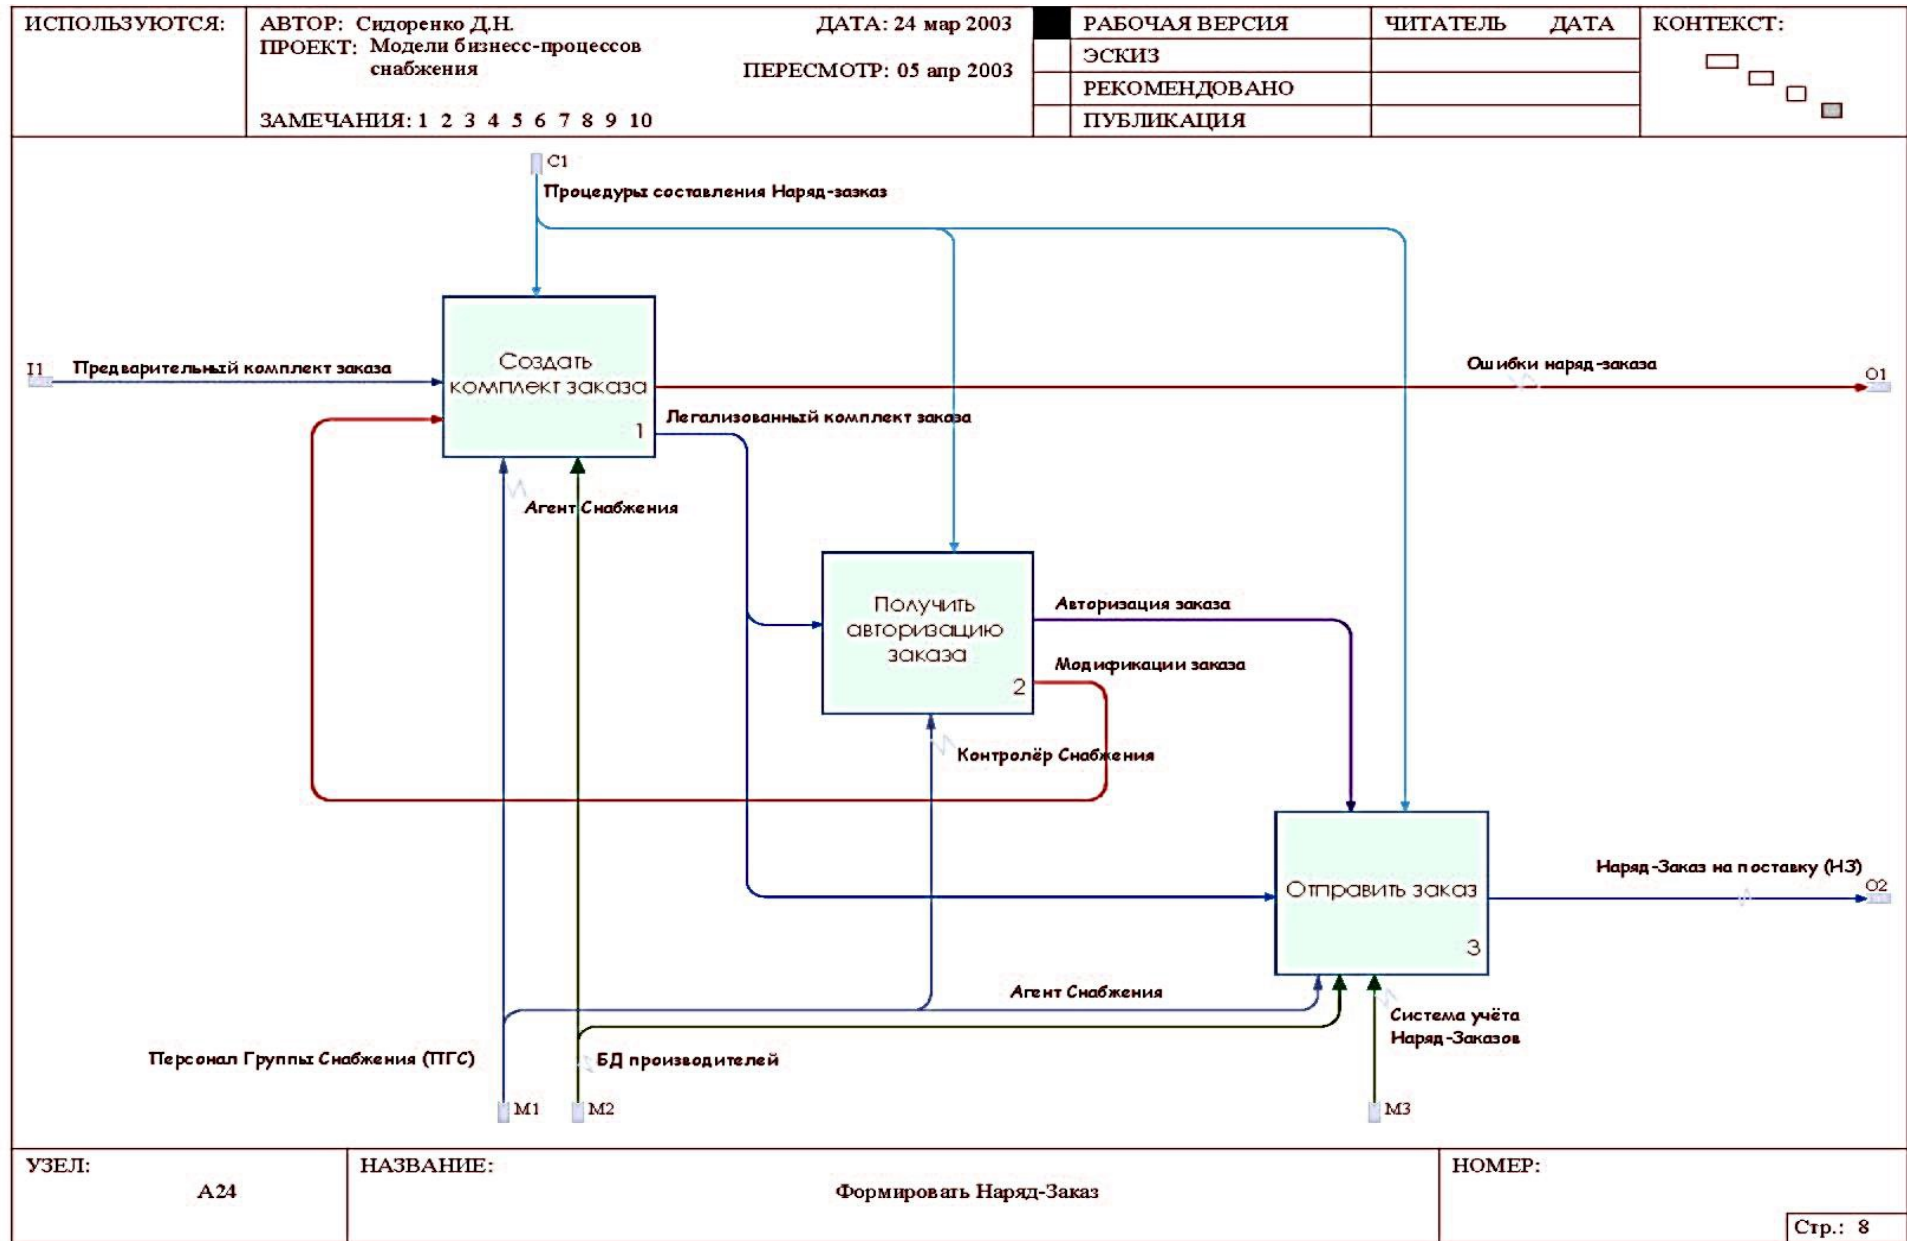 ИСПОЛЬЗУЮТСЯ:
АВТОР: Сидоренко Д.Н.
ДАТА: 24 мар 2003
ПРОЕКТ: Модели бизнесс-процессов
снабжения
ПЕРЕСМОТР: 05 апр 2003
ЗАМЕЧАНИЯ: 1 2 3 4 5 6 7 8 9 10
РАБОЧАЯ ВЕРСИЯ
ЭСКИЗ
РЕКОМЕНДОВАНО
ПУБЛИКАЦИЯ
ЧИТАТЕЛЬ ДАТА
КОНТЕКСТ:
C1
Процедуры составления Наряд-зазказ
I1
Предварительный комплект заказа
Создать
комплект заказа
1
Ошибки наряд-заказа
O1
Легализованный комплект заказа
Агент Снабжения
Получить
авторизацию
заказа
2
Авторизация заказа
Модификации заказа
Контролёр Снабжения
Отправить заказ
3
Наряд-Заказ на поставку (НЗ)
O2
Агент Снабжения
Система учёта
Наряд-Заказов
Персонал Группы Снабжения (ПГС)
БД производителей
M1
M2
M3
УЗЕЛ:
A24
НАЗВАНИЕ:
Формировать Наряд-Заказ
НОМЕР:
Стр.: 8